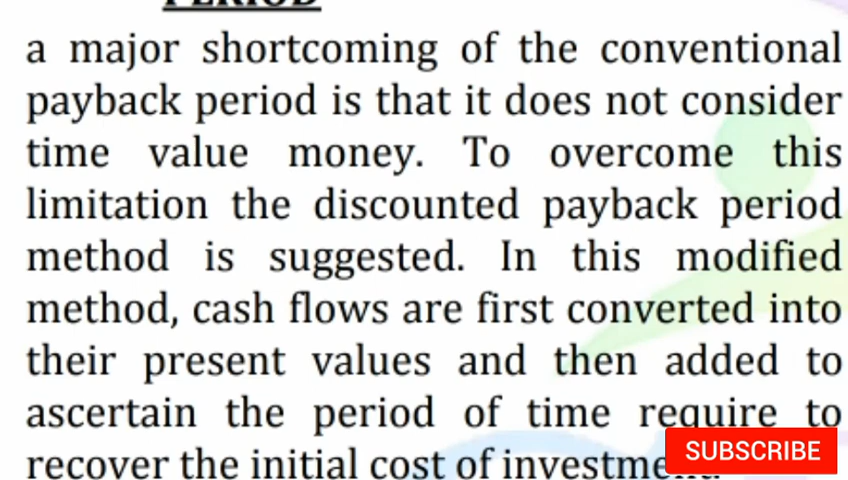 PERIOD
a major shortcoming of the conventional
payback period is that it does not consider
time value money. To overcome this
limitation the discounted payback period
method is suggested. In this modified
method, cash flows are first converted into
their present values and then added to
ascertain the period of time require to
recover the initial cost of investment.
SUBSCRIBE